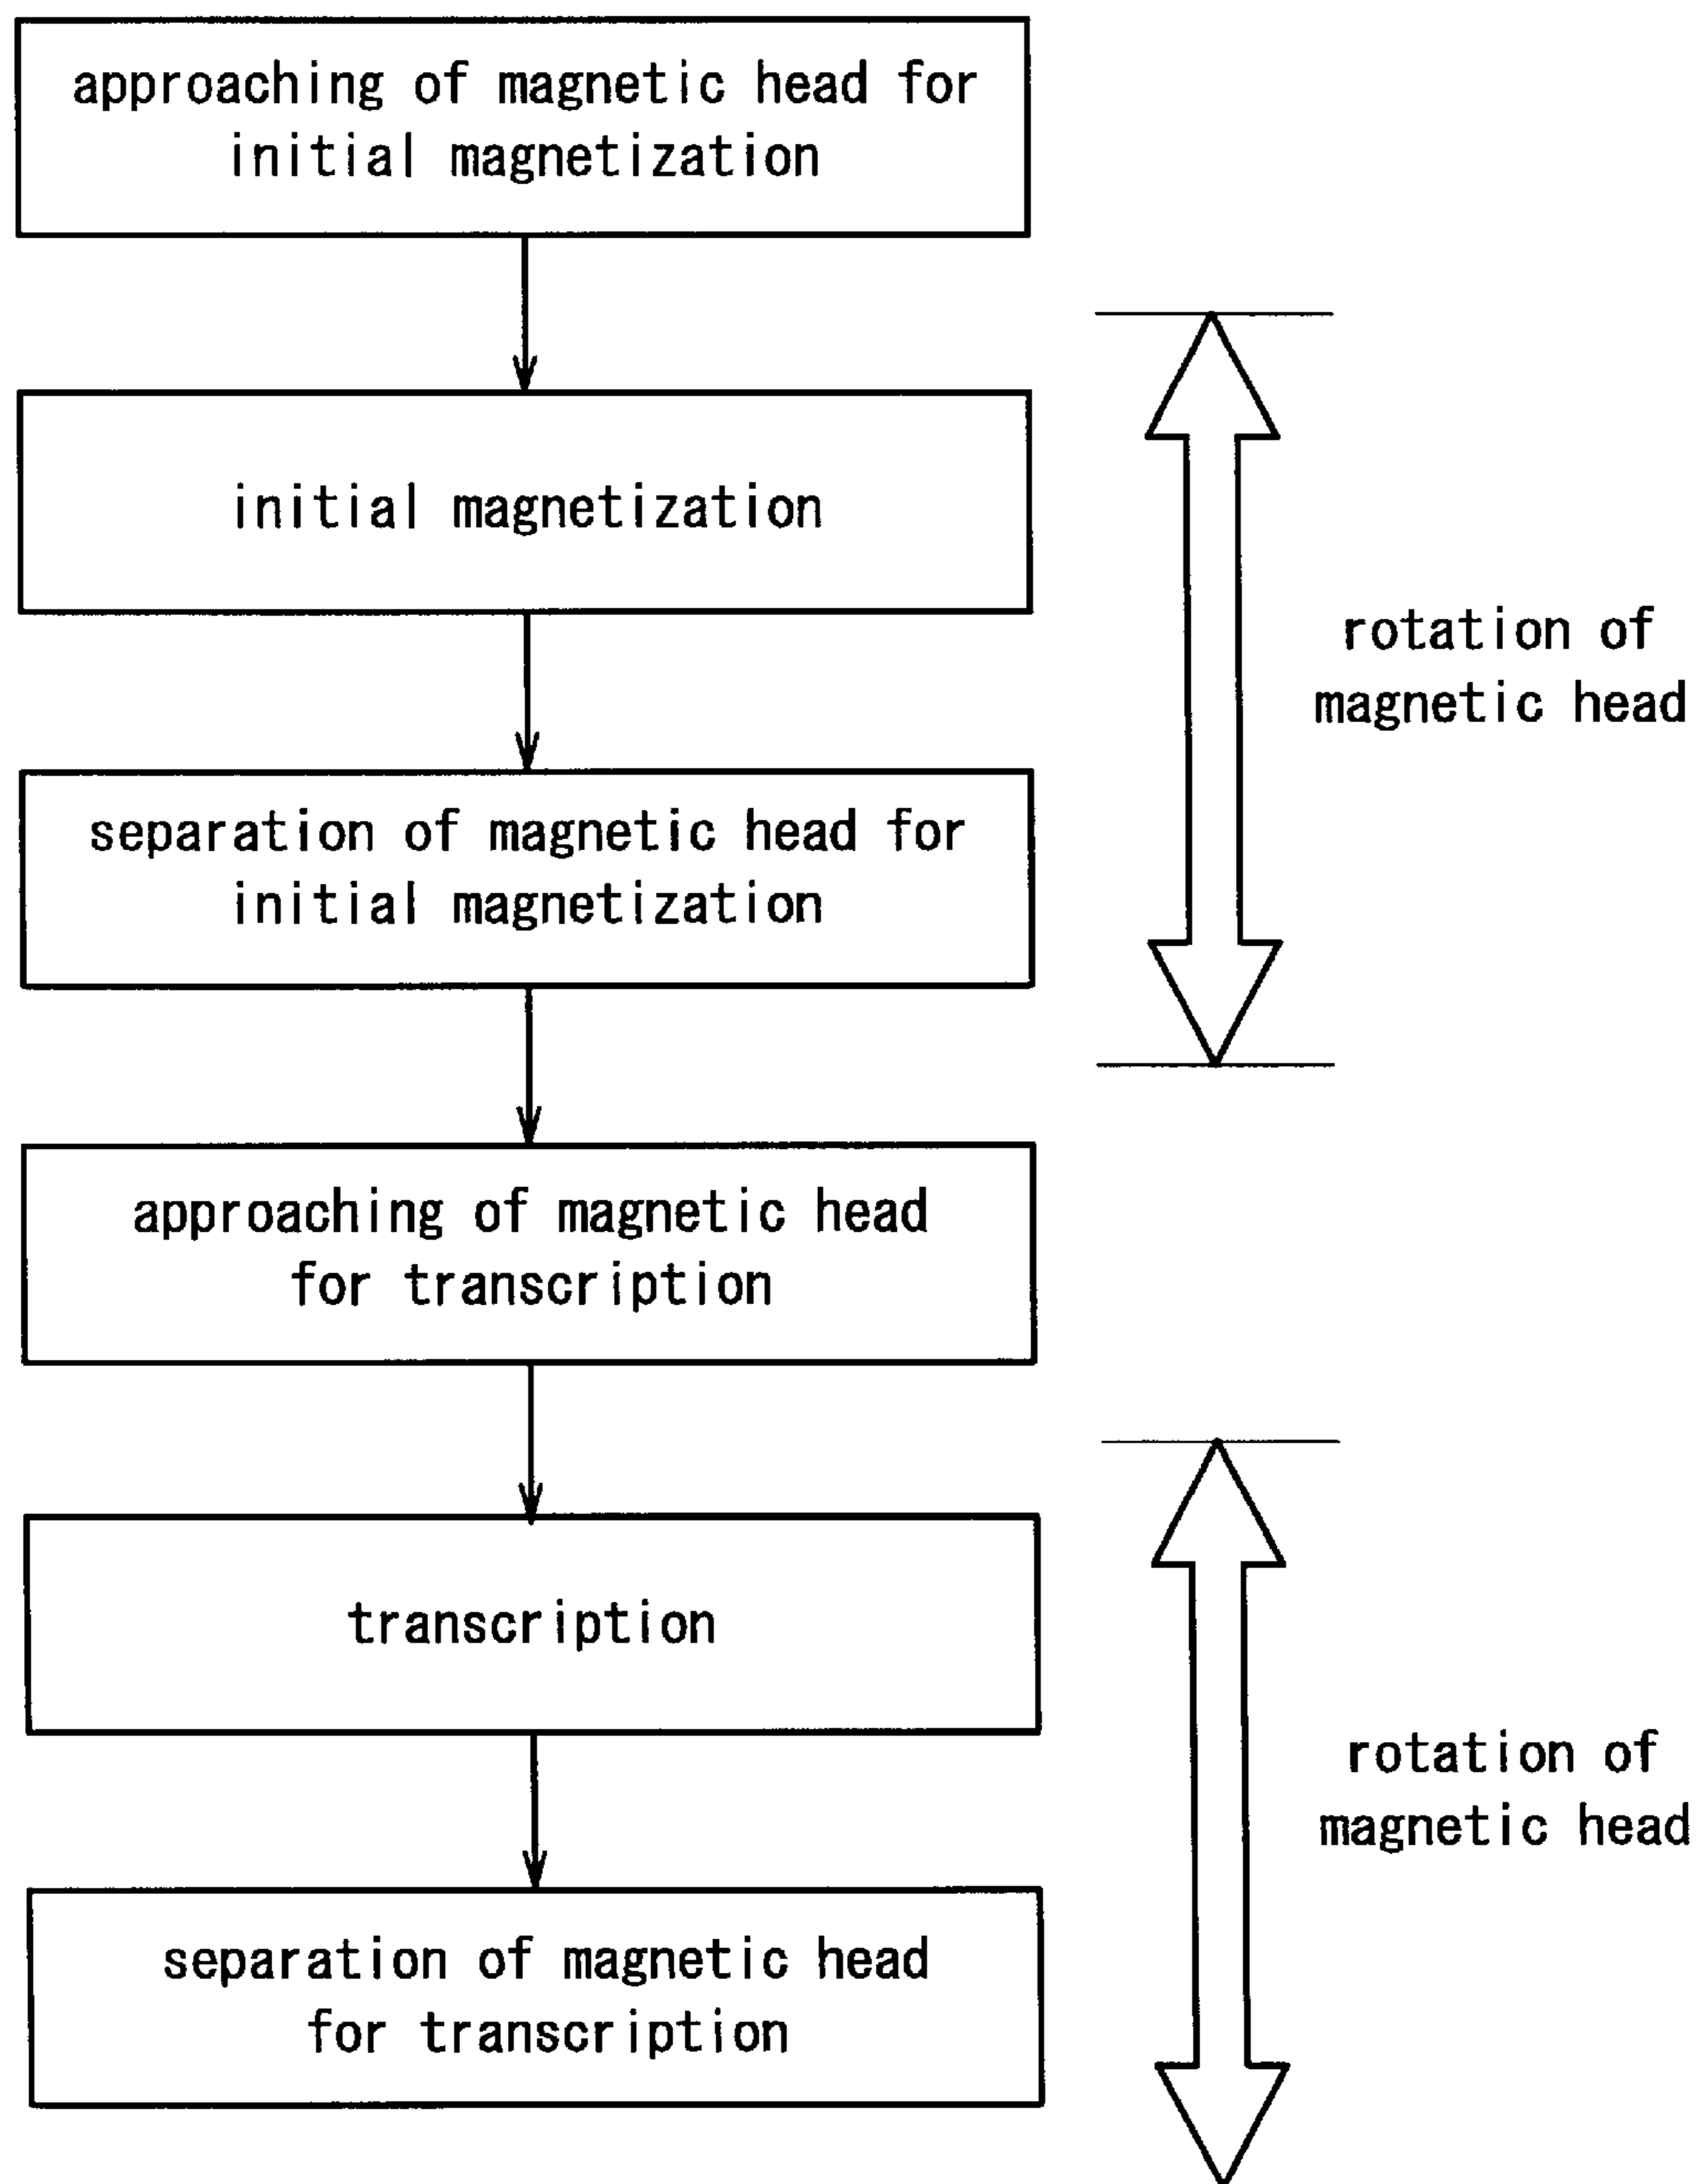 approaching of magnetic head for
initial magnetization
initial magnetization
rotation of
magnetic head
separation of magnetic head for
initial magnetization
approaching of magnetic head
for transcription
transcription
rotation of
magnetic head
separation of magnetic head
for transcription